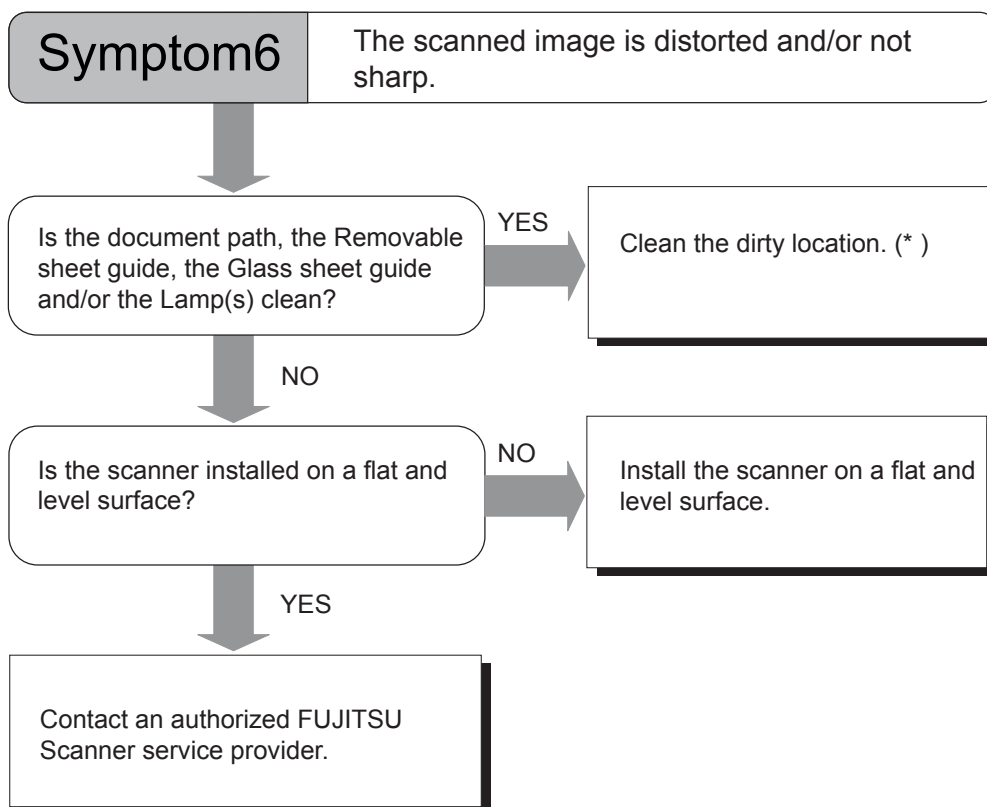 Symptom6
The scanned image is distorted and/or not
sharp.
Is the document path, the Removable
sheet guide, the Glass sheet guide
and/or the Lamp(s) clean?
YES
Clean the dirty location. (* )
NO
Is the scanner installed on a flat and
level surface?
NO
Install the scanner on a flat and
level surface.
YES
Contact an authorized FUJITSU
Scanner service provider.